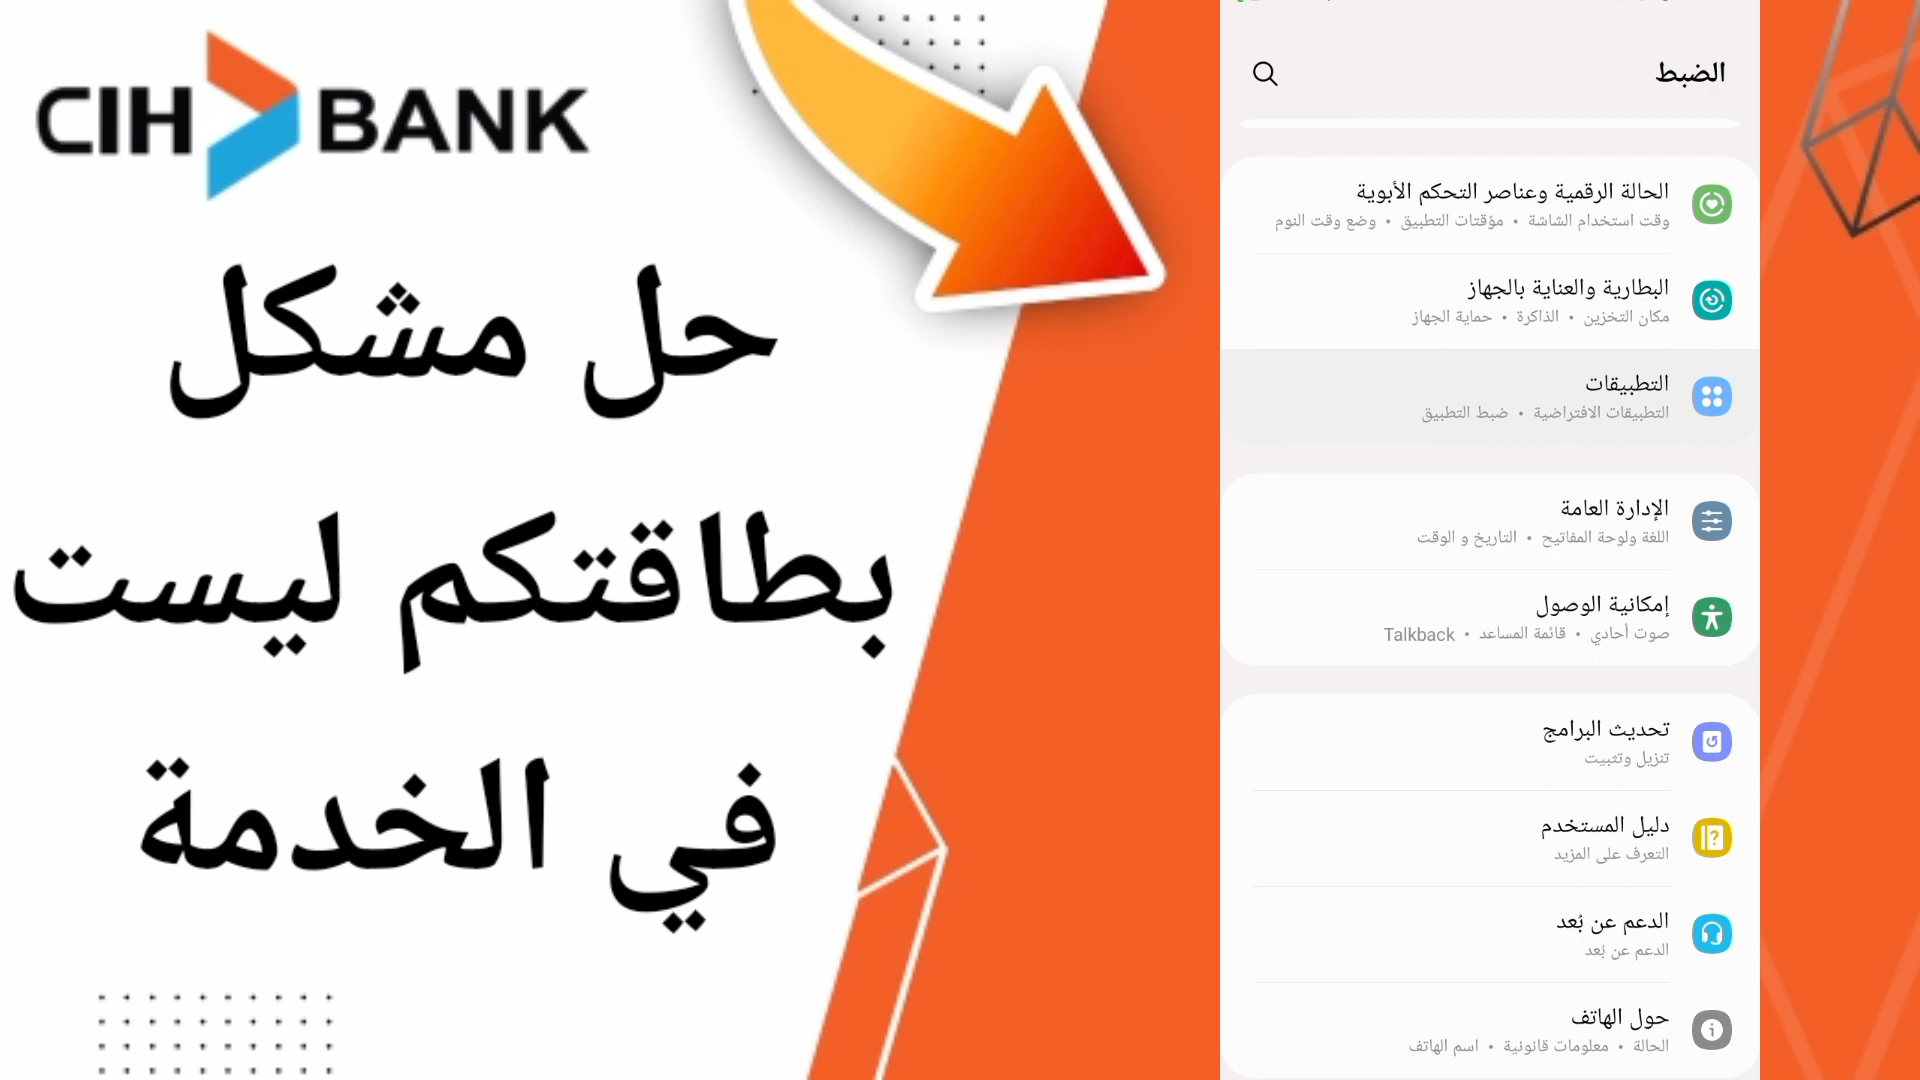 CIH BANK
حل مشكل
بطاقتكم ليست
في الخدمة
الضبط
الحالة الرقمية وعناصر التحكم الأبوية
وقت استخدام الشاشة • مؤقتات التطبيق • وضع وقت النوم
البطارية والعناية بالجهاز
مكان التخزين • الذاكرة • حماية الجهاز
التطبيقات
التطبيقات الافتراضية • ضبط التطبيق
الإدارة العامة
اللغة ولوحة المفاتيح • التاريخ و الوقت
إمكانية الوصول
صوت أحادي • قائمة المساعد • Talkback
تحديث البرامج
تنزيل وتثبيت
دليل المستخدم
التعرف على المزيد
الدعم عن بُعد
الدعم عن بُعد
حول الهاتف
الحالة • معلومات قانونية • اسم الهاتف